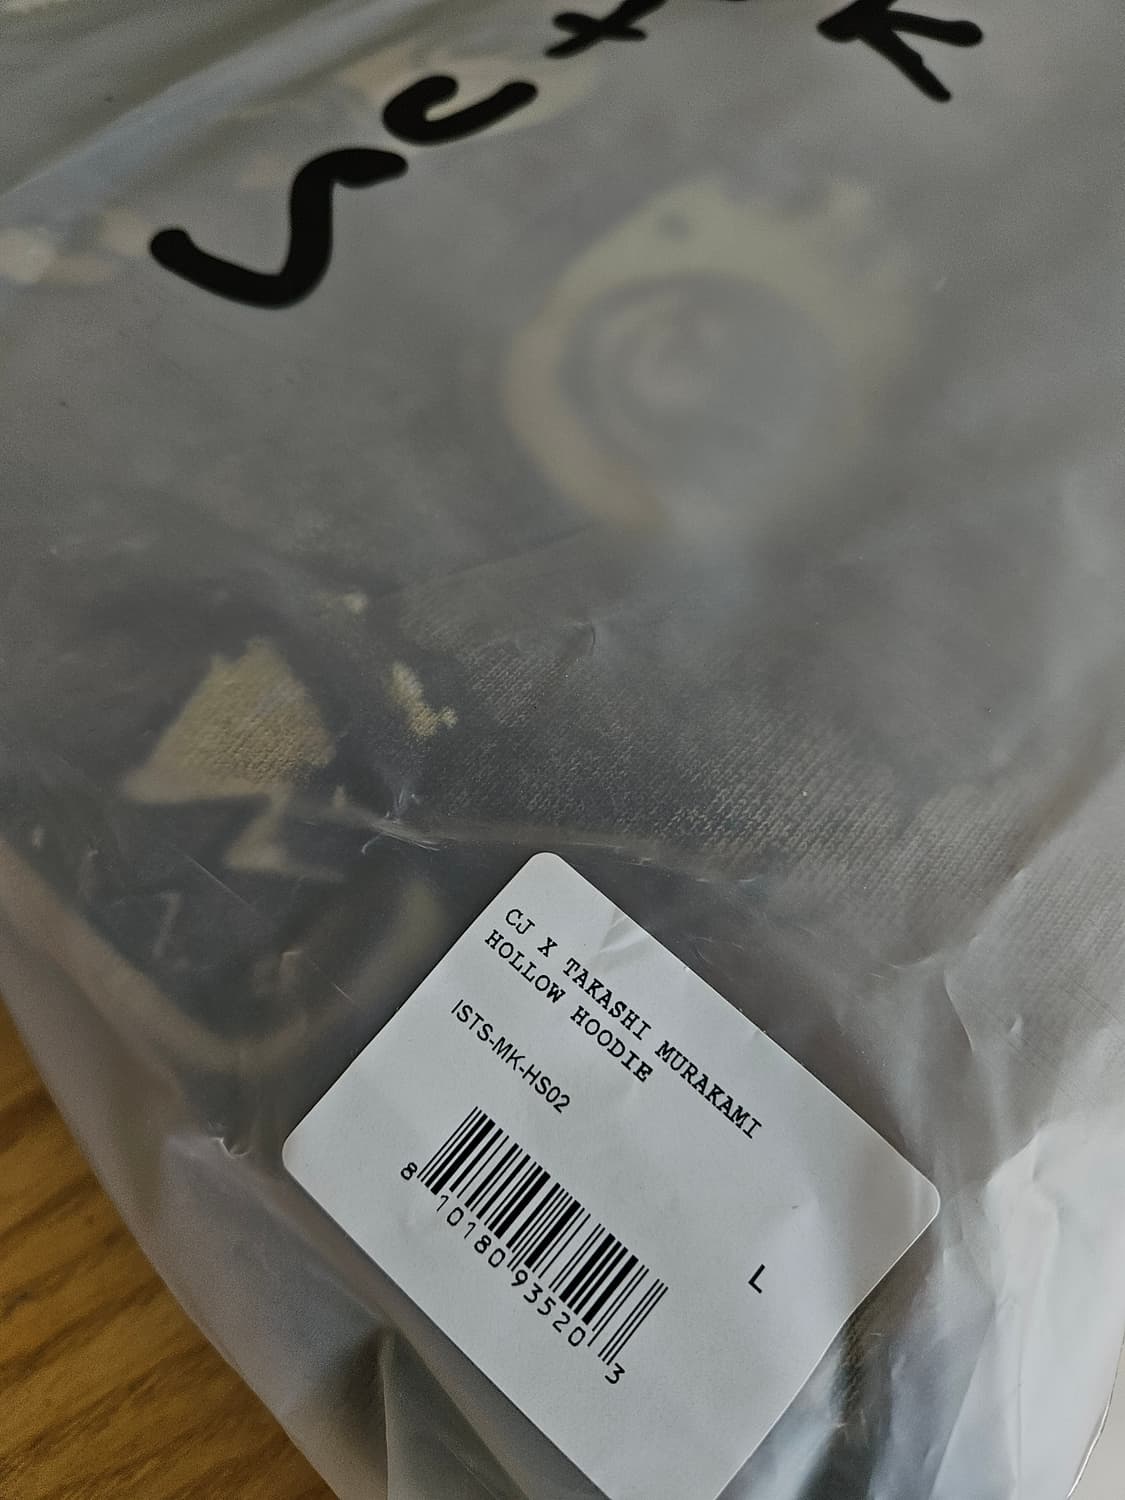 CJ X TAKASHI MURAKAMI
HOLLOW HOODIE
ISTS-MK-HS02
L
8 10180 93520 3